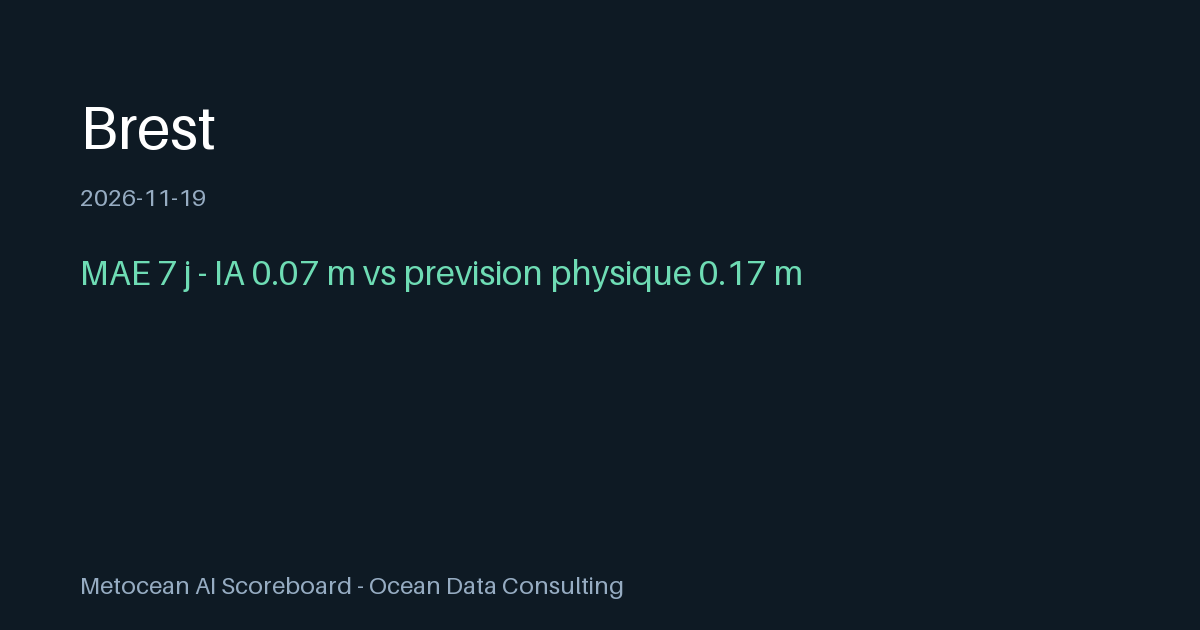 Brest
2026-11-19
MAE 7 j - IA 0.07 m vs prevision physique 0.17 m
Metocean AI Scoreboard - Ocean Data Consulting